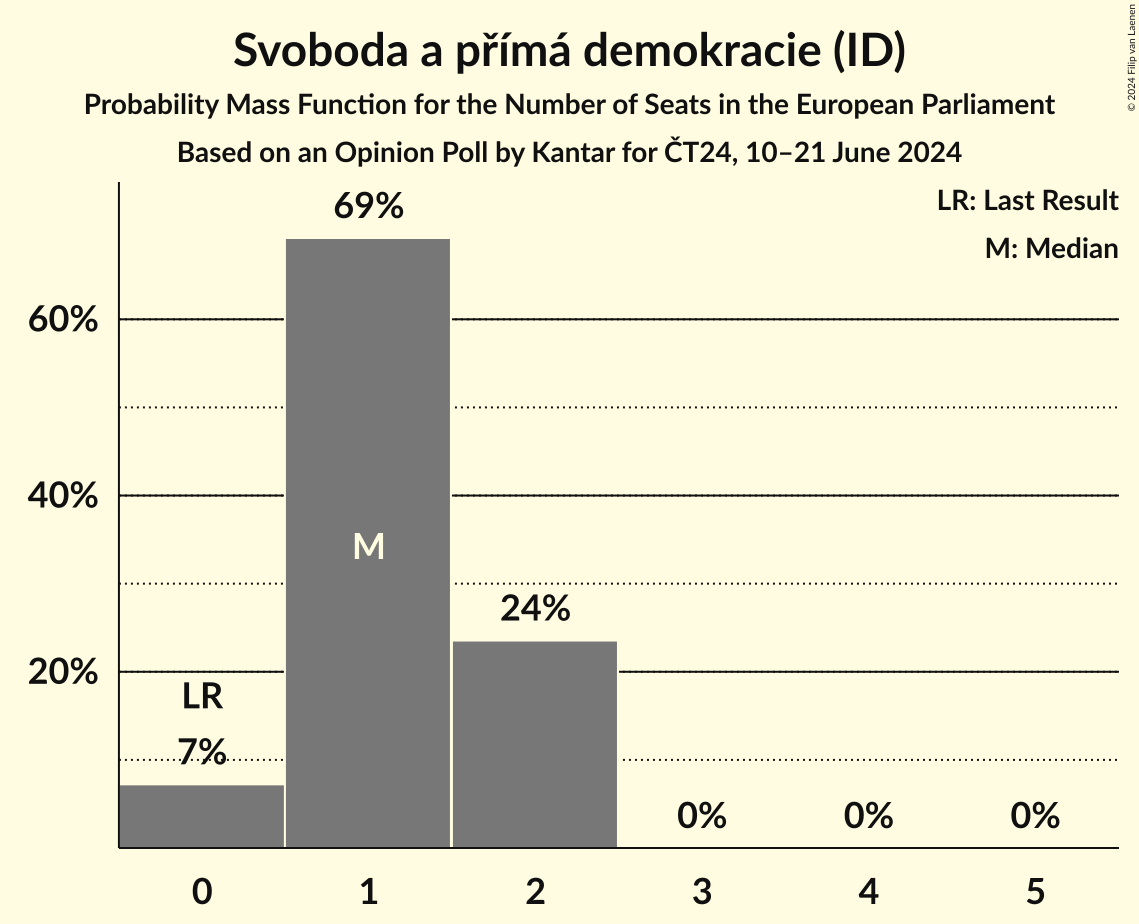 Svoboda a přímá demokracie (ID)
Probability Mass Function for the Number of Seats in the European Parliament
Based on an Opinion Poll by Kantar for ČT24, 10–21 June 2024
© 2024 Filip van Laenen
LR: Last Result
M: Median
69%
60%
40%
M
24%
20%
LR
7%
0% 0% 0%
0 1 2 3 4 5